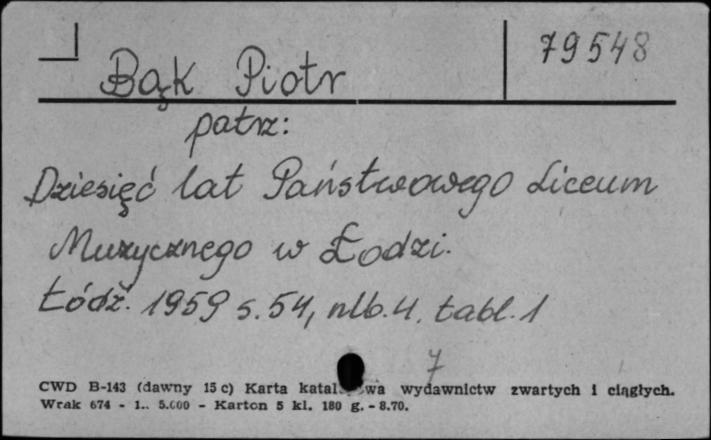 79548
Bąk Piotr
patrz:
Dziesięć lat Państwowego Liceum
Muzycznego w Łodzi.
Łódź. 1959 s. 54, nlb. 4, tabl. 1
7
CWD B-143 (dawny 15 c) Karta wydawnictw zwartych i ciągłych.
Wrak 674 - 1.. 5.000 - Karton 5 kl. 180 g. - 8.70.